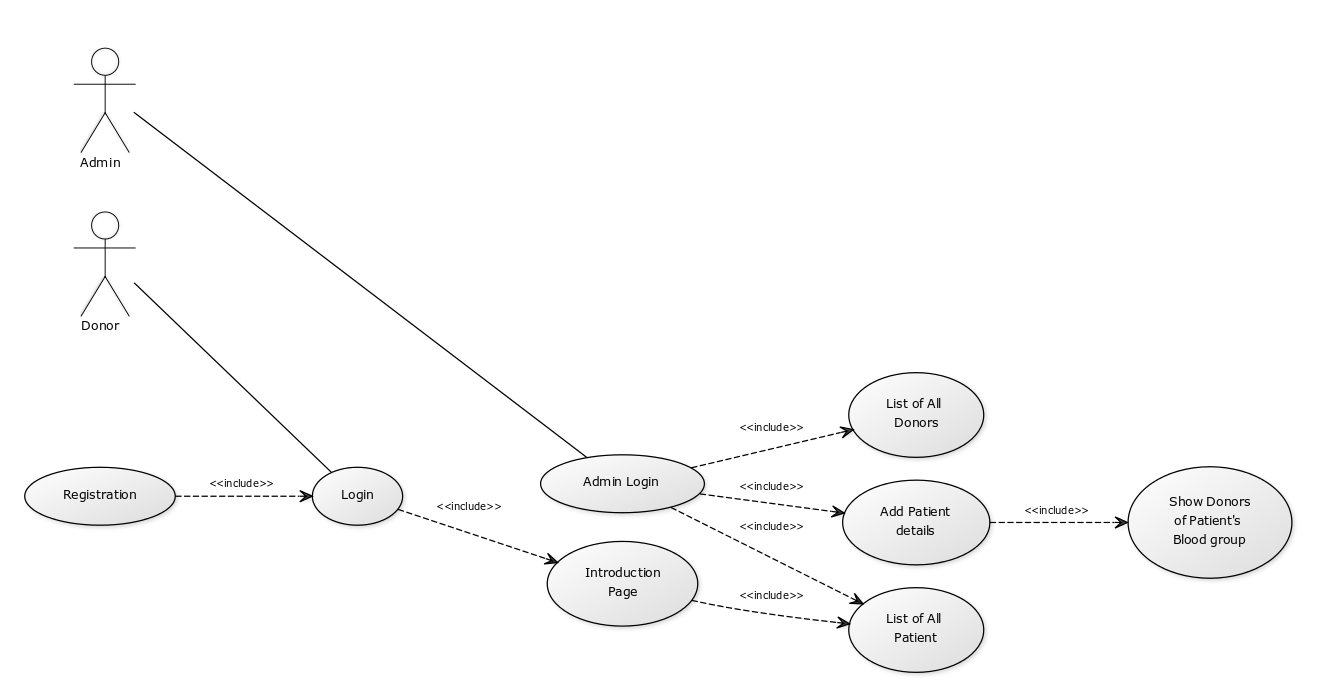 Admin
Donor
List of All
Donors
Registration
<<include>>
Login
<<include>>
Admin Login
<<include>>
<<include>>
<<include>>
Add Patient
details
<<include>>
Show Donors
of Patient's
Blood group
Introduction
Page
<<include>>
List of All
Patient